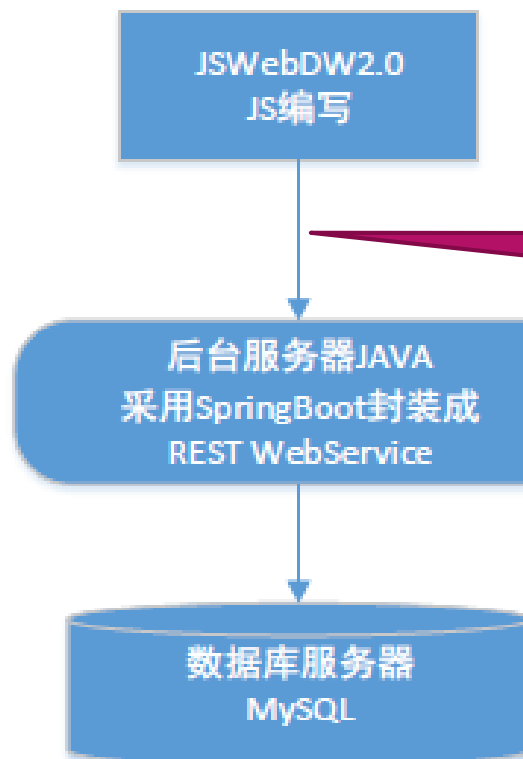 JSWebDW2.0
JS编写
后台服务器JAVA
采用SpringBoot封装成
REST WebService
数据库服务器
MySQL